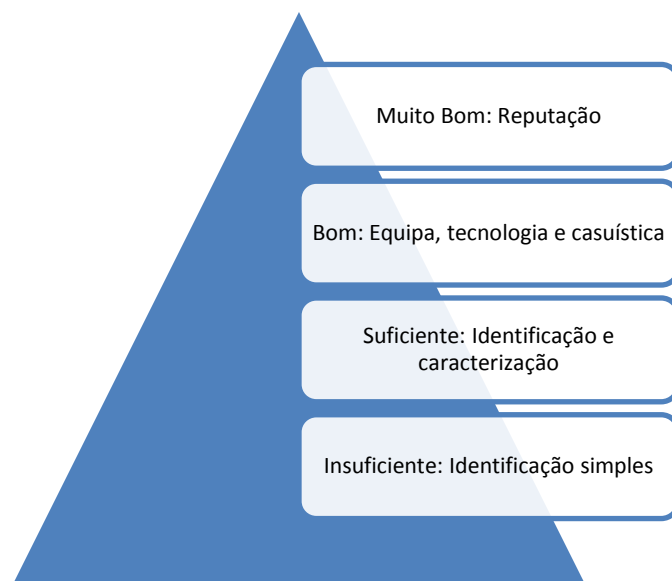 Muito Bom: Reputação
Bom: Equipa, tecnologia e casuística
Suficiente: Identificação e
caracterização
Insuficiente: Identificação simples